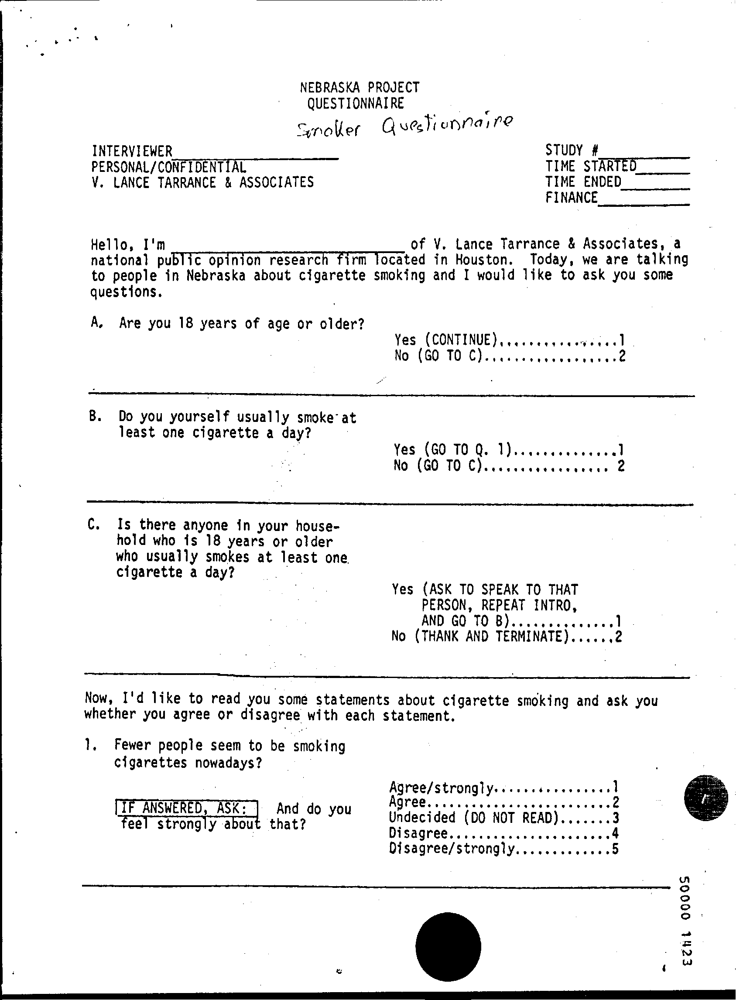 NEBRASKA PROJECT
QUESTIONNAIRE
Smoker Questionnaire
INTERVIEWER
STUDY #
PERSONAL/CONFIDENTIAL
TIME STARTED
V. LANCE TARRANCE & ASSOCIATES
TIME ENDED
FINANCE
Hello, I'm of V. Lance Tarrance & Associates, a
national public opinion research firm located in Houston. Today, we are talking
to people in Nebraska about cigarette smoking and I would like to ask you some
questions.
A. Are you 18 years of age or older?
Yes (CONTINUE),...............1
No (GO TO C)..................2
B. Do you yourself usually smoke at
least one cigarette a day?
Yes (GO TO Q. 1)..............1
No (GO TO C)................. 2
C. Is there anyone in your house-
hold who is 18 years or older
who usually smokes at least one
cigarette a day?
Yes (ASK TO SPEAK TO THAT
PERSON, REPEAT INTRO,
AND GO TO B)..............1
No (THANK AND TERMINATE)......2
Now, I'd like to read you some statements about cigarette smoking and ask you
whether you agree or disagree with each statement.
1. Fewer people seem to be smoking
cigarettes nowadays?
Agree/strongly................1
IF ANSWERED, ASK: And do you
feel strongly about that?
Agree.........................2
Undecided (DO NOT READ).......3
Disagree......................4
Disagree/strongly.............5
50000 1423